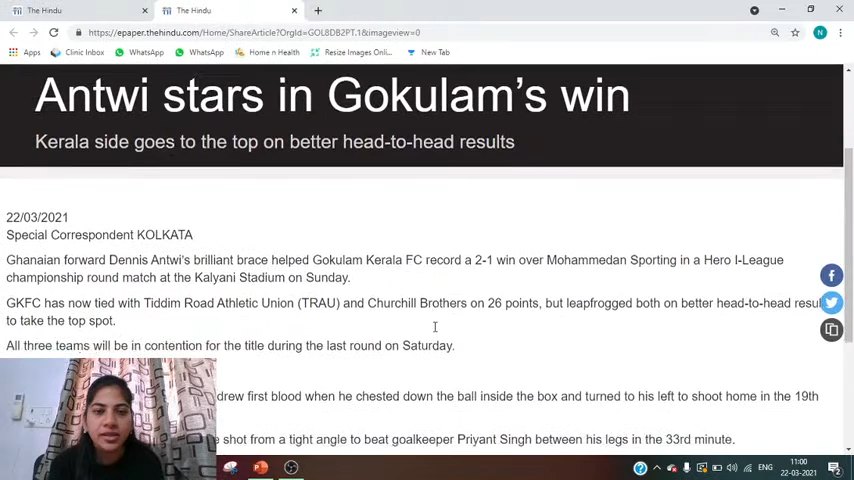 The Hindu
The Hindu
https://epaper.thehindu.com/Home/ShareArticle?OrgId=GOL8DB2PT.1&imageview=0
Apps Clinic Inbox WhatsApp WhatsApp Home n Health Resize Images Onli... New Tab
Antwi stars in Gokulam's win
Kerala side goes to the top on better head-to-head results
22/03/2021
Special Correspondent KOLKATA
Ghanaian forward Dennis Antwi's brilliant brace helped Gokulam Kerala FC record a 2-1 win over Mohammedan Sporting in a Hero I-League
championship round match at the Kalyani Stadium on Sunday.
GKFC has now tied with Tiddim Road Athletic Union (TRAU) and Churchill Brothers on 26 points, but leapfrogged both on better head-to-head resul
to take the top spot.
All three teams will be in contention for the title during the last round on Saturday.
drew first blood when he chested down the ball inside the box and turned to his left to shoot home in the 19th
shot from a tight angle to beat goalkeeper Priyant Singh between his legs in the 33rd minute.
ENG
11:00
22-03-2021